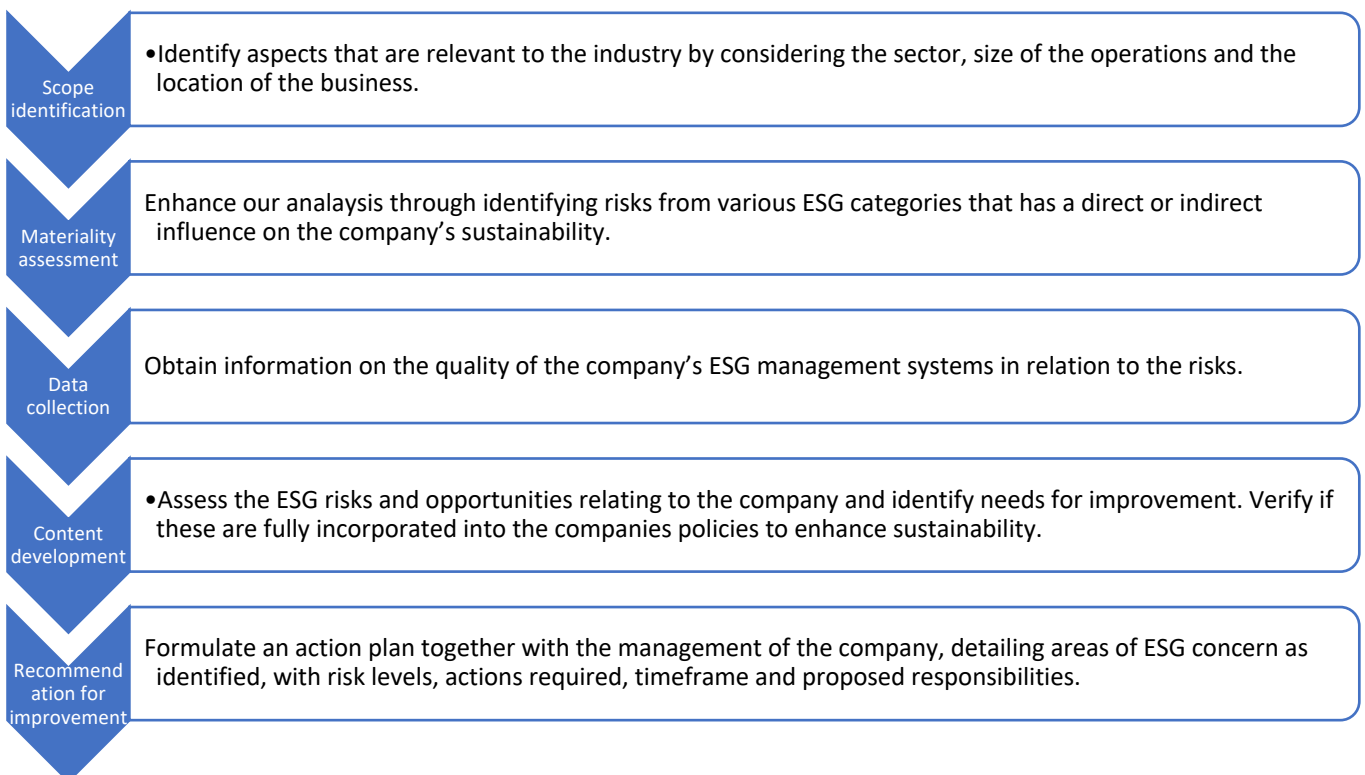 Scope
identification
•Identify aspects that are relevant to the industry by considering the sector, size of the operations and the
location of the business.
Materiality
assessment
Enhance our analaysis through identifying risks from various ESG categories that has a direct or indirect
influence on the company’s sustainability.
Data
collection
Obtain information on the quality of the company’s ESG management systems in relation to the risks.
Content
development
•Assess the ESG risks and opportunities relating to the company and identify needs for improvement. Verify if
these are fully incorporated into the companies policies to enhance sustainability.
Recommend
ation for
improvement
Formulate an action plan together with the management of the company, detailing areas of ESG concern as
identified, with risk levels, actions required, timeframe and proposed responsibilities.